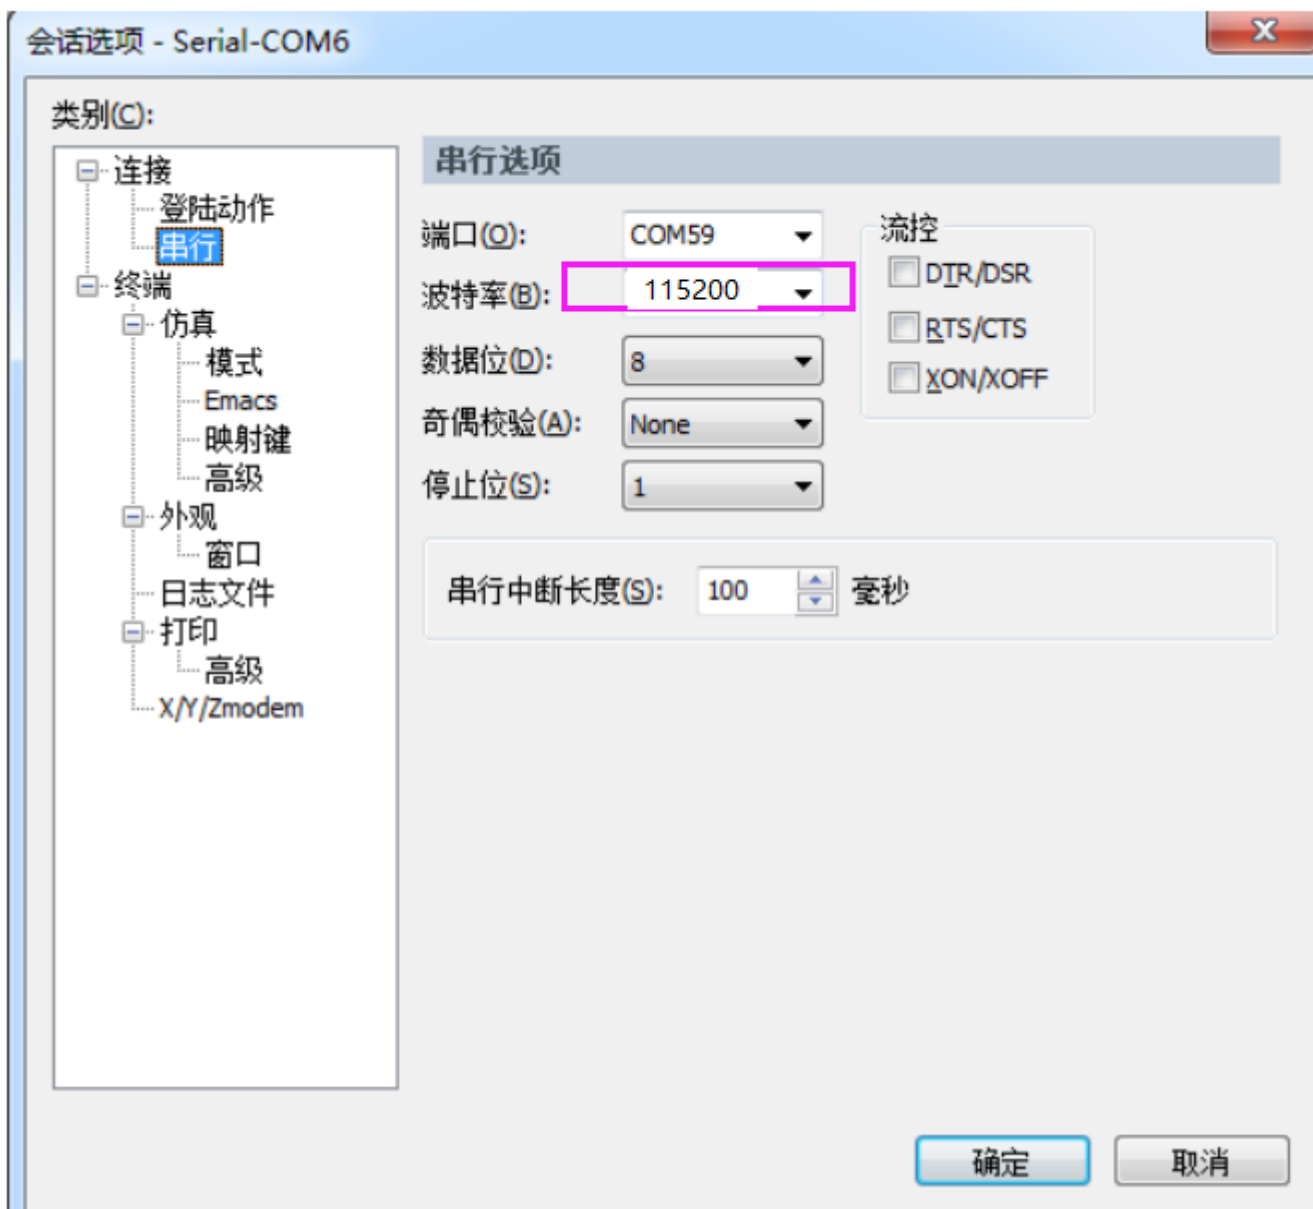 会话选项 - Serial-COM6
类别(C):
连接
登陆动作
串行
终端
仿真
模式
Emacs
映射键
高级
外观
窗口
日志文件
打印
高级
X/Y/Zmodem
串行选项
端口(O): COM59
波特率(B): 115200
数据位(D): 8
奇偶校验(A): None
停止位(S): 1
流控
DTR/DSR
RTS/CTS
XON/XOFF
串行中断长度(S): 100 毫秒
确定 取消